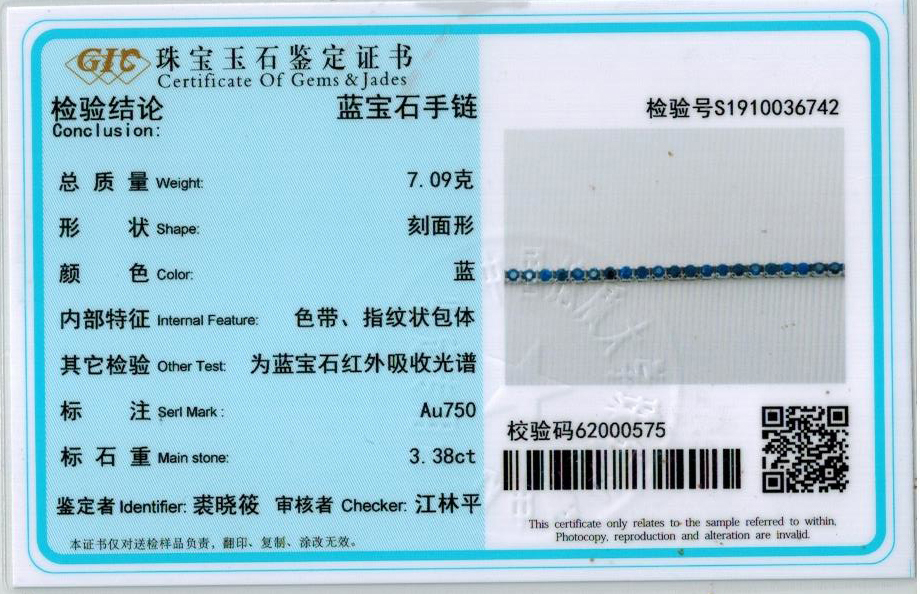 GIC 珠宝玉石鉴定证书
Certificate Of Gems & Jades
检验结论 蓝宝石手链
Conclusion:
总质量 Weight: 7.09克
形状 Shape: 刻面形
颜色 Color: 蓝
内部特征 Internal Feature: 色带、指纹状包体
其它检验 Other Test: 为蓝宝石红外吸收光谱
标注 Serl Mark : Au750
标石重 Main stone: 3.38ct
鉴定者 Identifier: 裘晓筱 审核者 Checker: 江林平
本证书仅对送检样品负责，翻印、复制、涂改无效。
检验号S1910036742
校验码62000575
This certificate only relates to the sample referred to within.
Photocopy, reproduction and alteration are invalid.